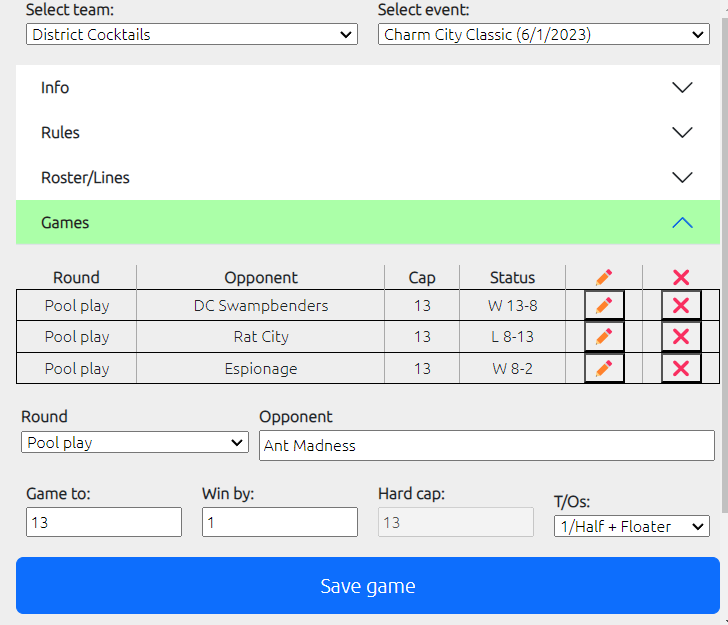 Select team: Select event:
District Cocktails Charm City Classic (6/1/2023)
Info
Rules
Roster/Lines
Games
Round Opponent Cap Status
Pool play DC Swampbenders 13 W 13-8
Pool play Rat City 13 L 8-13
Pool play Espionage 13 W 8-2
Round Opponent
Pool play Ant Madness
Game to: Win by: Hard cap: T/Os:
13 1 13 1/Half + Floater
Save game